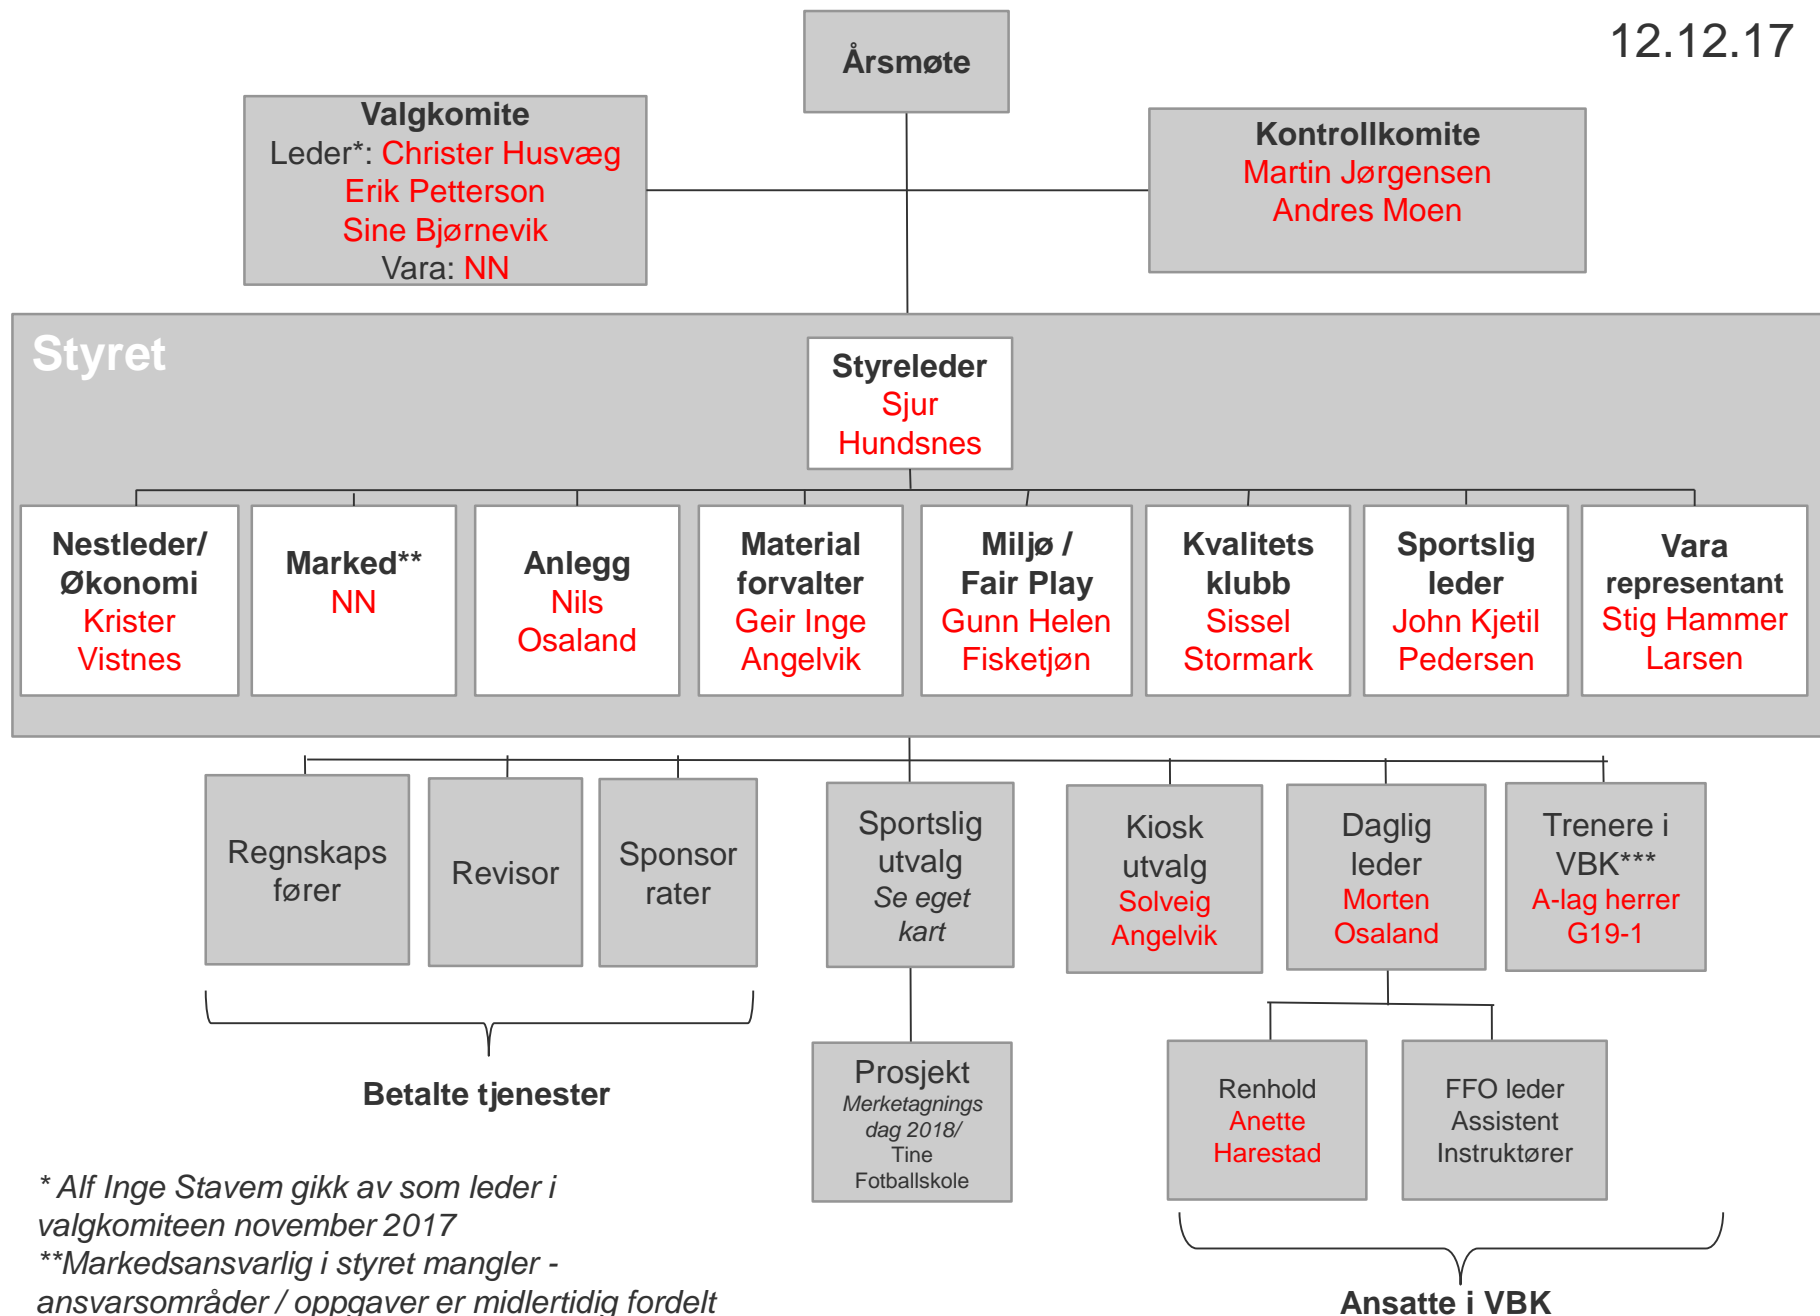 12.12.17
Årsmøte
Valgkomite
Leder*: Christer Husvæg
Erik Petterson
Sine Bjørnevik
Vara: NN
Kontrollkomite
Martin Jørgensen
Andres Moen
Styret
Styreleder
Sjur
Hundsnes
Nestleder/
Økonomi
Krister
Vistnes
Marked**
NN
Anlegg
Nils
Osaland
Material
forvalter
Geir Inge
Angelvik
Miljø /
Fair Play
Gunn Helen
Fisketjøn
Kvalitets
klubb
Sissel
Stormark
Sportslig
leder
John Kjetil
Pedersen
Vara
representant
Stig Hammer
Larsen
Regnskaps
fører
Revisor
Sponsor
rater
Sportslig
utvalg
Se eget
kart
Kiosk
utvalg
Solveig
Angelvik
Daglig
leder
Morten
Osaland
Trenere i
VBK***
A-lag herrer
G19-1
Betalte tjenester
Prosjekt
Merketagnings
dag 2018/
Tine
Fotballskole
Renhold
Anette
Harestad
FFO leder
Assistent
Instruktører
* Alf Inge Stavem gikk av som leder i
valgkomiteen november 2017
**Markedsansvarlig i styret mangler -
ansvarsområder / oppgaver er midlertidig fordelt
Ansatte i VBK